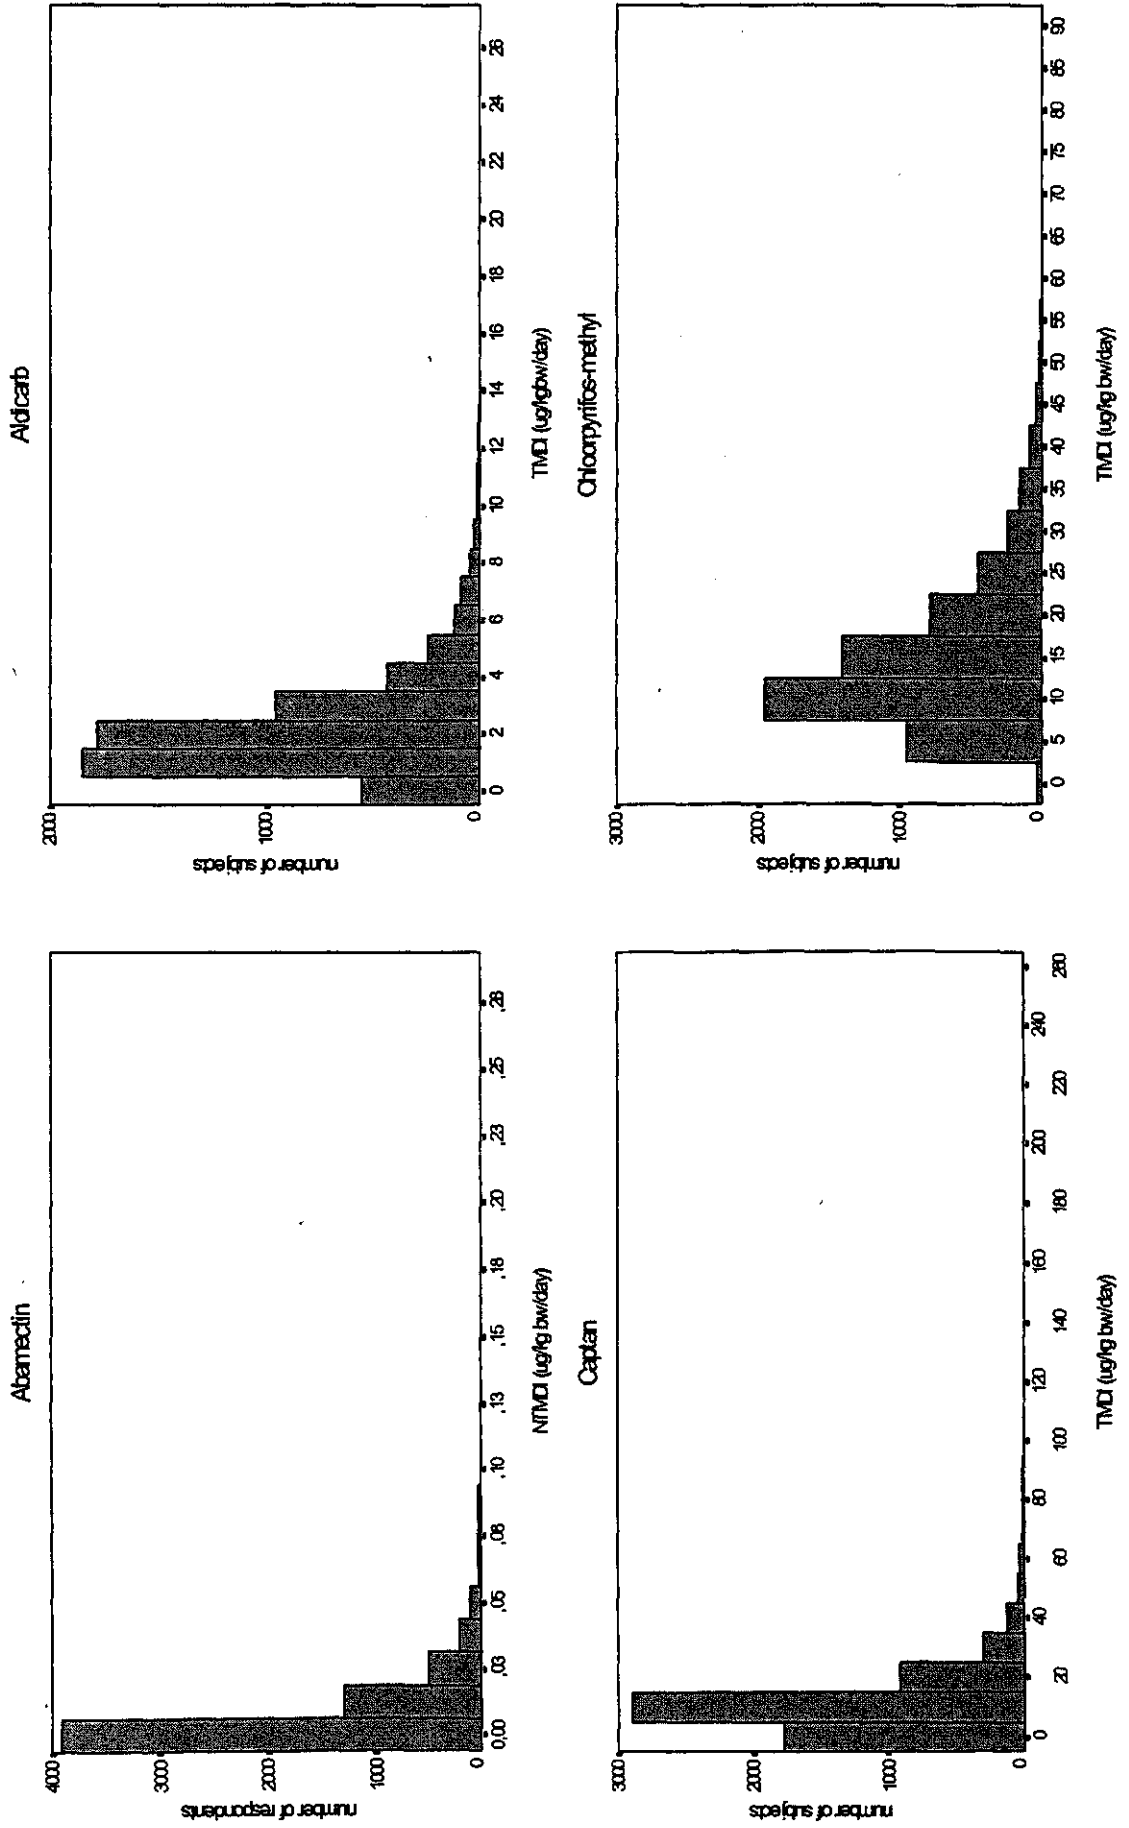 Abamectin
number of respondents
4000
3000
2000
1000
0
0,00 ,03 ,05 ,08 ,10 ,13 ,15 ,18 ,20 ,23 ,25 ,28
NTMDI (ug/kg bw/day)
Aldicarb
number of subjects
2000
1000
0
0 2 4 6 8 10 12 14 16 18 20 22 24 26
TMDI (ug/kgbw/day)
Captan
number of subjects
3000
2000
1000
0
0 20 40 60 80 100 120 140 160 180 200 220 240 260
TMDI (ug/kg bw/day)
Chloorpyrifos-methyl
number of subjects
3000
2000
1000
0
0 5 10 15 20 25 30 35 40 45 50 55 60 65 70 75 80 85 90
TMDI (ug/kg bw/day)